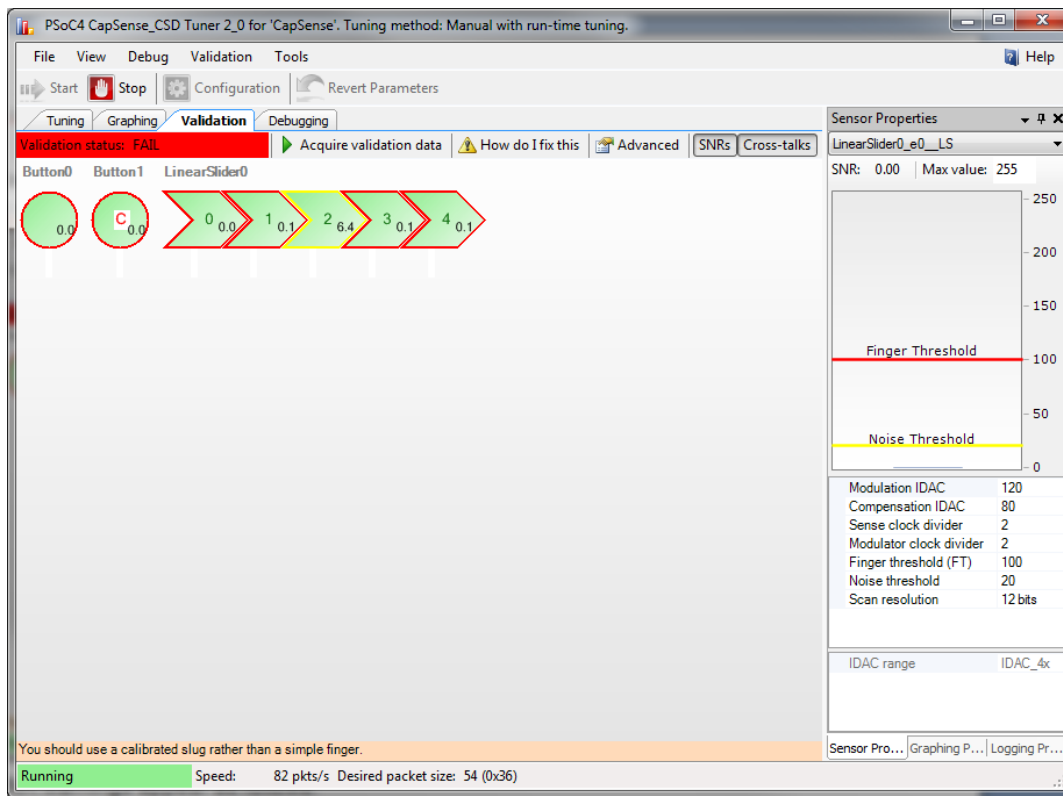 PSoC4 CapSense_CSD Tuner 2_0 for 'CapSense'. Tuning method: Manual with run-time tuning.
File View Debug Validation Tools Help
Start Stop Configuration Revert Parameters
Tuning Graphing Validation Debugging
Validation status: FAIL Acquire validation data How do I fix this Advanced SNRs Cross-talks
Button0 Button1 LinearSlider0
0.0 C 0.0 0 0.0 1 0.1 2 6.4 3 0.1 4 0.1
Sensor Properties
LinearSlider0_e0__LS
SNR: 0.00 Max value: 255
250
200
150
Finger Threshold
100
50
Noise Threshold
0
Modulation IDAC 120
Compensation IDAC 80
Sense clock divider 2
Modulator clock divider 2
Finger threshold (FT) 100
Noise threshold 20
Scan resolution 12 bits
IDAC range IDAC_4x
You should use a calibrated slug rather than a simple finger.
Sensor Pro... Graphing P... Logging Pr...
Running Speed: 82 pkts/s Desired packet size: 54 (0x36)